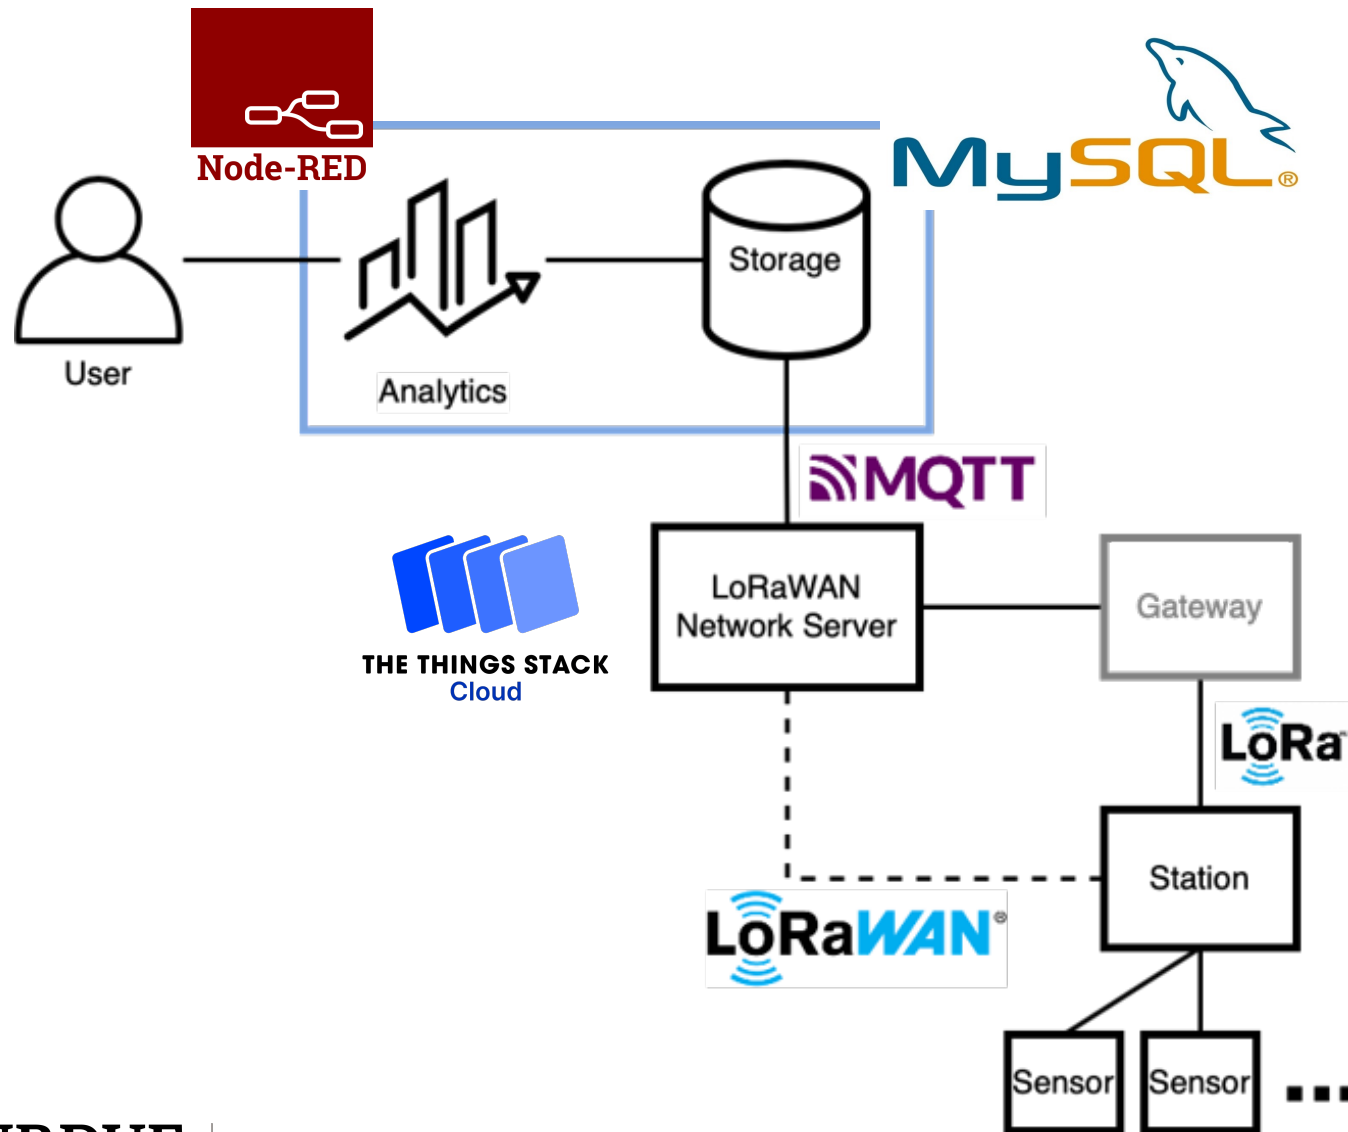 Node-RED
MySQL®
Storage
User
Analytics
MQTT
LoRaWAN
Network Server
Gateway
THE THINGS STACK
Cloud
LoRa
Station
LoRaWAN®
Sensor
Sensor